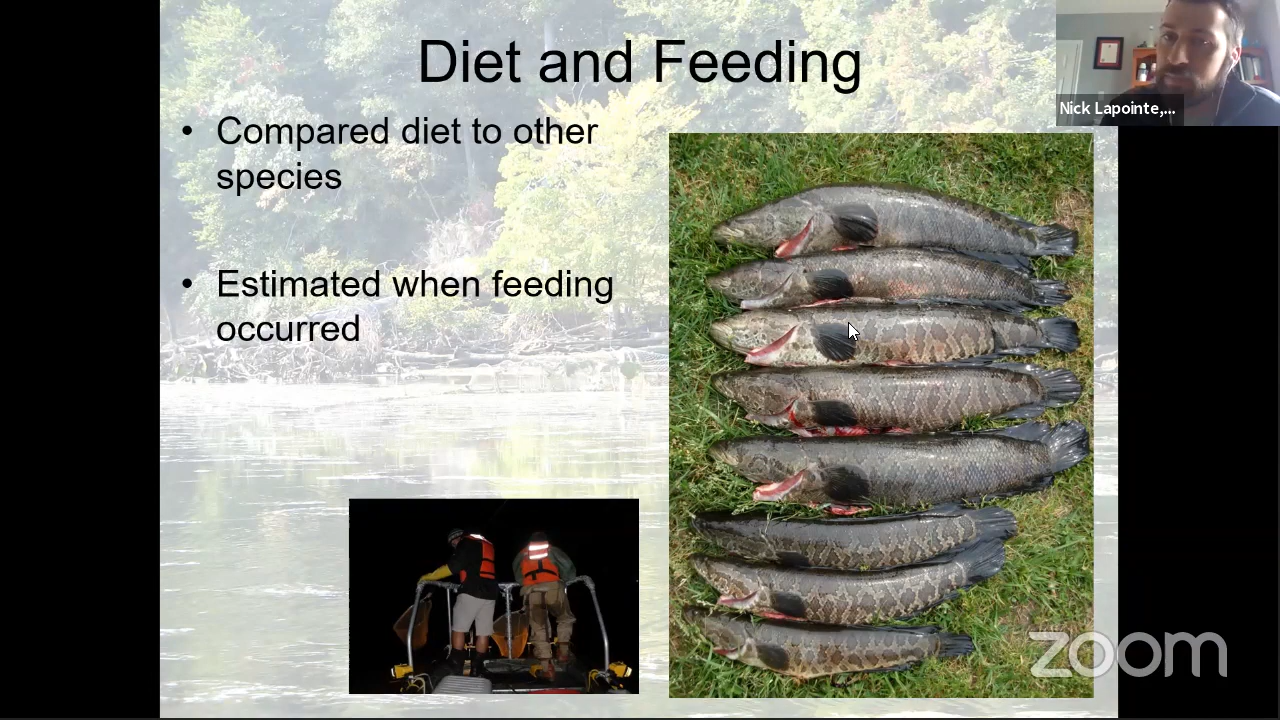 Diet and Feeding
• Compared diet to other
species
• Estimated when feeding
occurred
Nick Lapointe,...
zoom